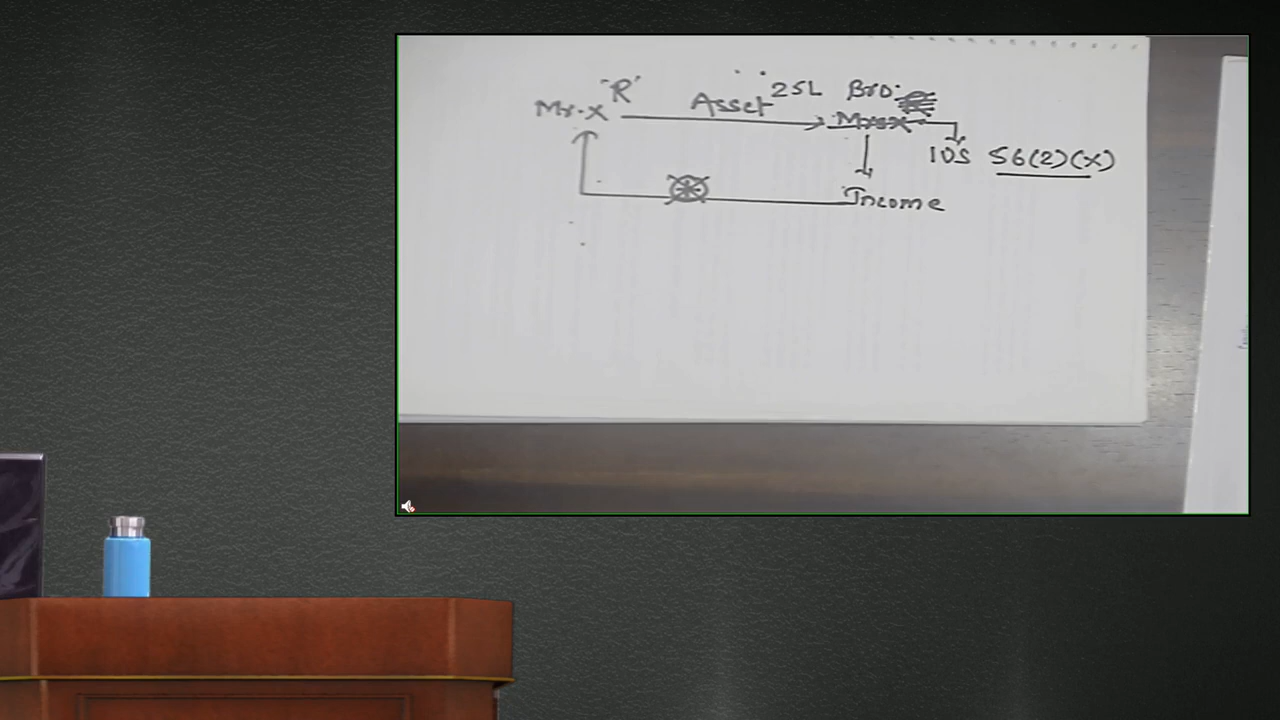 "R"
Mr. X Asset 25L Bro.
IOS 56(2)(x)
Income